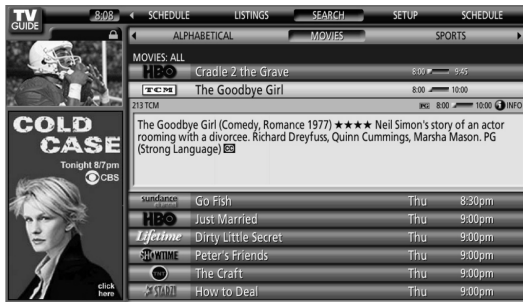 TV GUIDE
8:08
SCHEDULE LISTINGS SEARCH SETUP SCHEDULE
ALPHABETICAL MOVIES SPORTS
MOVIES: ALL
HBO Cradle 2 the Grave 8:00 9:45
TCM The Goodbye Girl 8:00 10:00
213 TCM PG 8:00 10:00 i INFO
The Goodbye Girl (Comedy, Romance 1977) ★★★★ Neil Simon's story of an actor
rooming with a divorcee. Richard Dreyfuss, Quinn Cummings, Marsha Mason. PG
(Strong Language) CC
COLD
CASE
Tonight 8/7pm
CBS
click
here
sundance channel Go Fish Thu 8:30pm
HBO Just Married Thu 9:00pm
Lifetime Dirty Little Secret Thu 9:00pm
SHOWTIME Peter's Friends Thu 9:00pm
TNT The Craft Thu 9:00pm
STARZ! How to Deal Thu 9:00pm